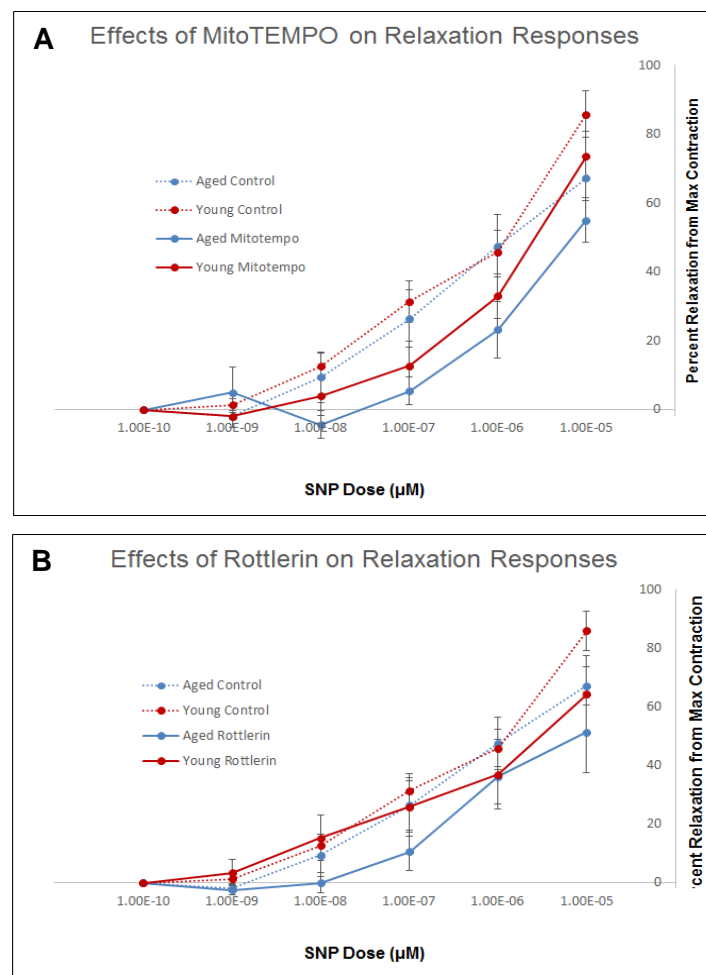 A
Effects of MitoTEMPO on Relaxation Responses
100
80
60
40
20
0
Percent Relaxation from Max Contraction
Aged Control
Young Control
Aged Mitotempo
Young Mitotempo
1.00E-10 1.00E-09 1.00E-08 1.00E-07 1.00E-06 1.00E-05
SNP Dose (µM)
B
Effects of Rottlerin on Relaxation Responses
100
80
60
40
20
0
cent Relaxation from Max Contraction
Aged Control
Young Control
Aged Rottlerin
Young Rottlerin
1.00E-10 1.00E-09 1.00E-08 1.00E-07 1.00E-06 1.00E-05
SNP Dose (µM)